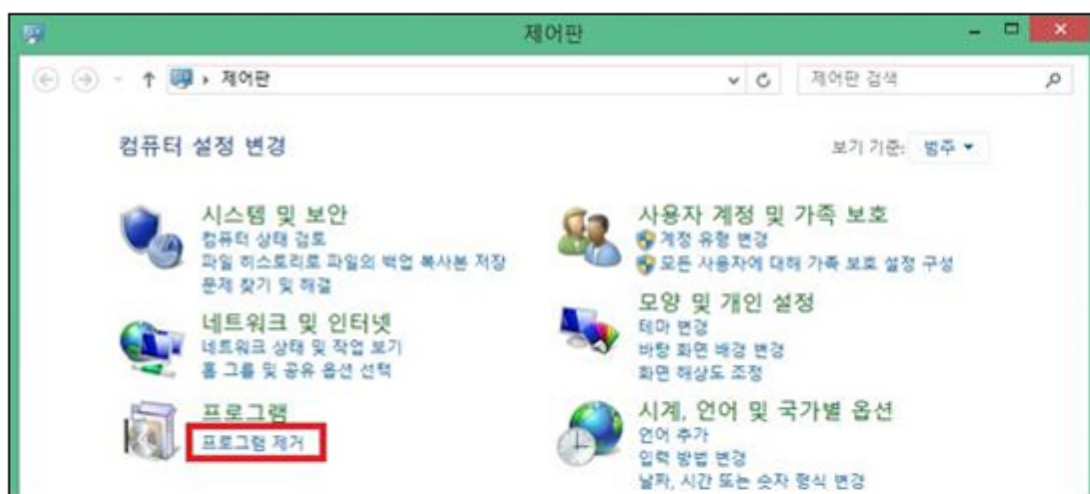 제어판
제어판
제어판 검색
컴퓨터 설정 변경
보기 기준: 범주
시스템 및 보안
컴퓨터 상태 검토
파일 히스토리로 파일의 백업 복사본 저장
문제 찾기 및 해결
네트워크 및 인터넷
네트워크 상태 및 작업 보기
홈 그룹 및 공유 옵션 선택
프로그램
프로그램 제거
사용자 계정 및 가족 보호
계정 유형 변경
모든 사용자에 대해 가족 보호 설정 구성
모양 및 개인 설정
테마 변경
바탕 화면 배경 변경
화면 해상도 조정
시계, 언어 및 국가별 옵션
언어 추가
입력 방법 변경
날짜, 시간 또는 숫자 형식 변경